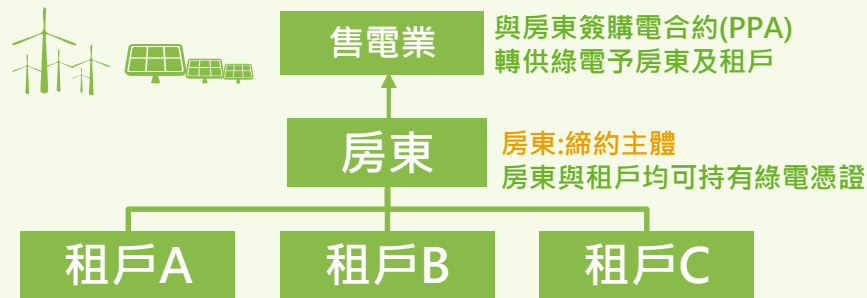 售電業
與房東簽購電合約(PPA)
轉供綠電予房東及租戶
房東
房東:締約主體
房東與租戶均可持有綠電憑證
租戶A
租戶B
租戶C